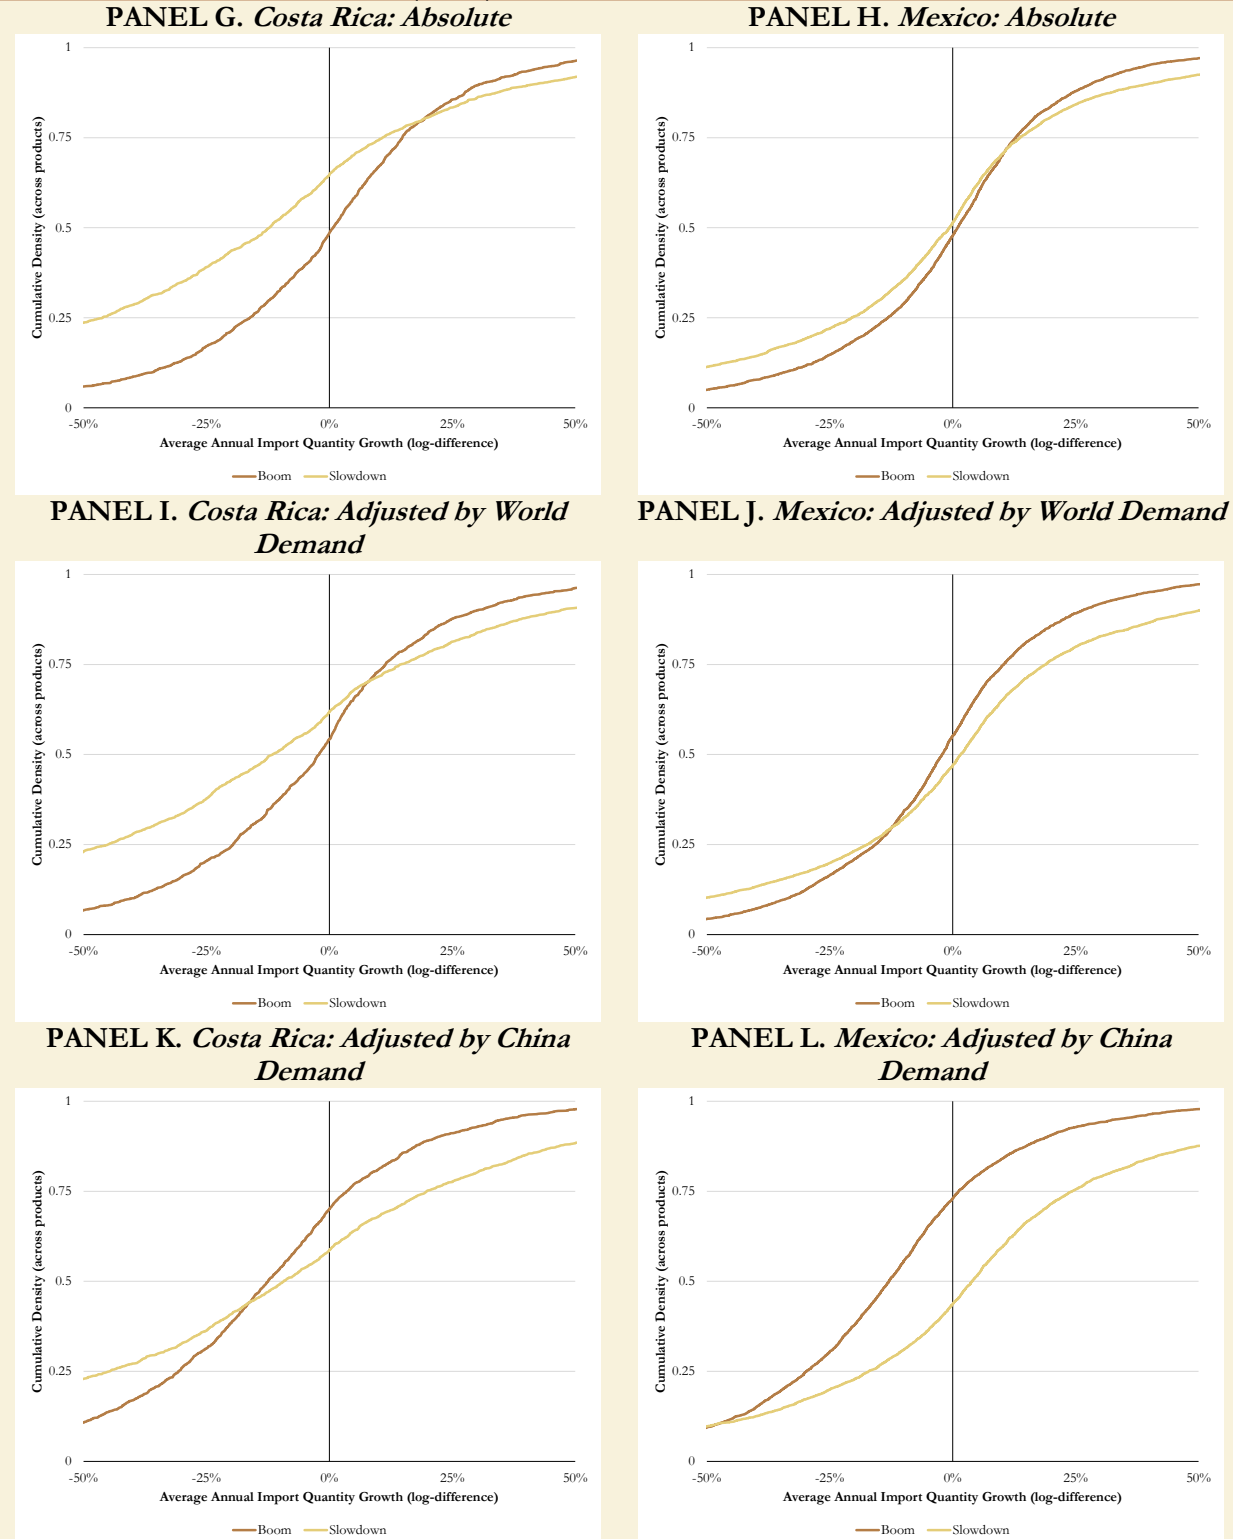 PANEL G. Costa Rica: Absolute
1
0.75
0.5
0.25
0
Cumulative Density (across products)
-50%
-25%
0%
25%
50%
Average Annual Import Quantity Growth (log-difference)
Boom
Slowdown
PANEL H. Mexico: Absolute
1
0.75
0.5
0.25
0
Cumulative Density (across products)
-50%
-25%
0%
25%
50%
Average Annual Import Quantity Growth (log-difference)
Boom
Slowdown
PANEL I. Costa Rica: Adjusted by World
Demand
1
0.75
0.5
0.25
0
Cumulative Density (across products)
-50%
-25%
0%
25%
50%
Average Annual Import Quantity Growth (log-difference)
Boom
Slowdown
PANEL J. Mexico: Adjusted by World Demand
1
0.75
0.5
0.25
0
Cumulative Density (across products)
-50%
-25%
0%
25%
50%
Average Annual Import Quantity Growth (log-difference)
Boom
Slowdown
PANEL K. Costa Rica: Adjusted by China
Demand
1
0.75
0.5
0.25
0
Cumulative Density (across products)
-50%
-25%
0%
25%
50%
Average Annual Import Quantity Growth (log-difference)
Boom
Slowdown
PANEL L. Mexico: Adjusted by China
Demand
1
0.75
0.5
0.25
0
Cumulative Density (across products)
-50%
-25%
0%
25%
50%
Average Annual Import Quantity Growth (log-difference)
Boom
Slowdown